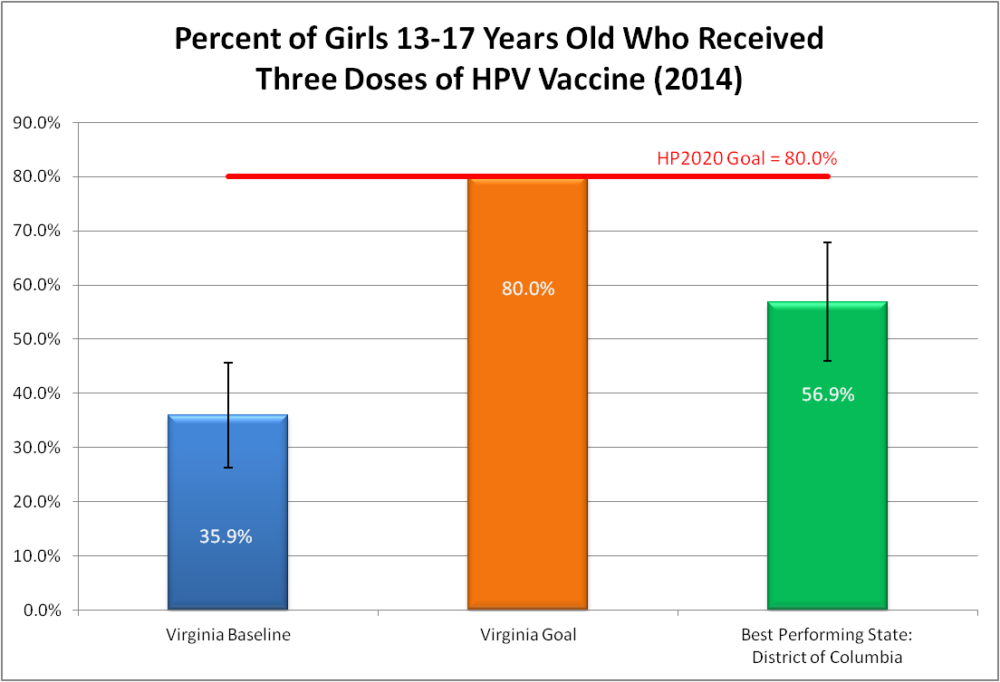 Percent of Girls 13-17 Years Old Who Received
Three Doses of HPV Vaccine (2014)
90.0%
HP2020 Goal = 80.0%
80.0%
70.0%
60.0%
50.0%
40.0%
30.0%
20.0%
10.0%
0.0%
35.9%
80.0%
56.9%
Virginia Baseline
Virginia Goal
Best Performing State:
District of Columbia